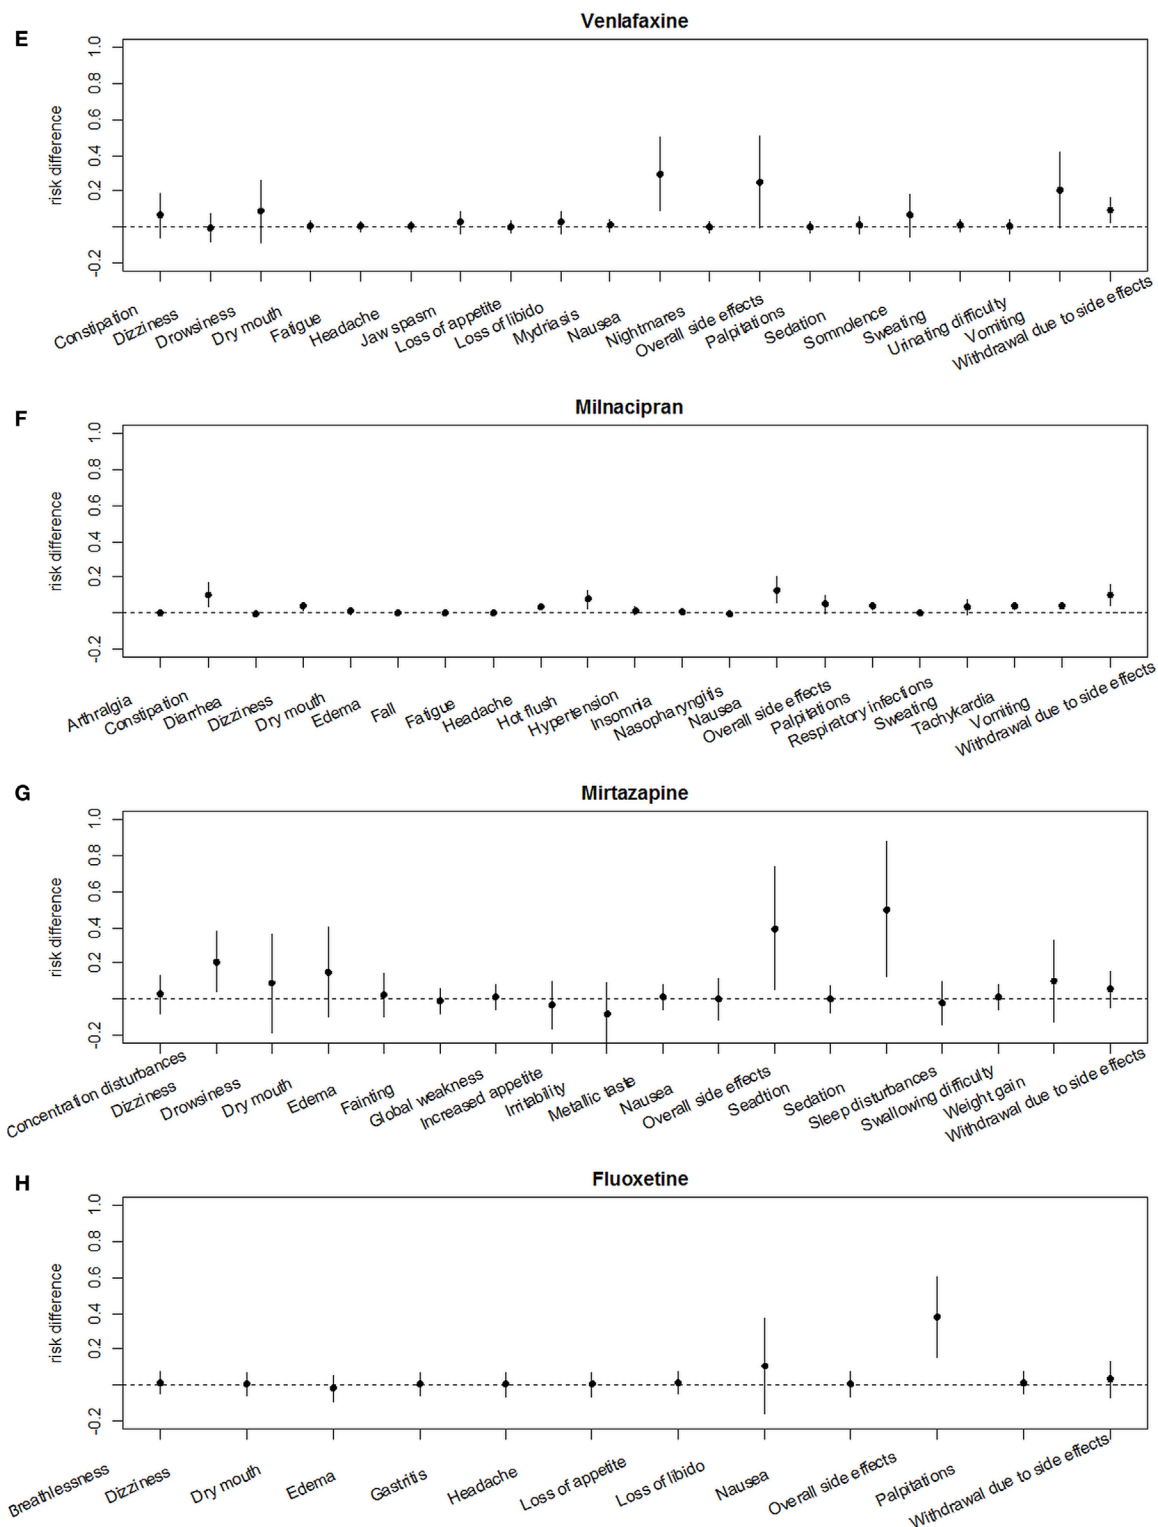 E
Venlafaxine
risk difference
1.0
0.8
0.6
0.4
0.2
-0.2
Constipation
Dizziness
Drowsiness
Dry mouth
Fatigue
Headache
Jaw spasm
Loss of appetite
Loss of libido
Mydriasis
Nausea
Nightmares
Overall side effects
Palpitations
Sedation
Somnolence
Sweating
Urinating difficulty
Vomiting
Withdrawal due to side effects
F
Milnacipran
risk difference
1.0
0.8
0.6
0.4
0.2
-0.2
Arthralgia
Constipation
Diarrhea
Dizziness
Dry mouth
Edema
Fall
Fatigue
Headache
Hot flush
Hypertension
Insomnia
Nasopharyngitis
Nausea
Overall side effects
Palpitations
Respiratory infections
Sweating
Tachykardia
Vomiting
Withdrawal due to side effects
G
Mirtazapine
risk difference
1.0
0.8
0.6
0.4
0.2
-0.2
Concentration disturbances
Dizziness
Drowsiness
Dry mouth
Edema
Fainting
Global weakness
Increased appetite
Irritability
Metallic taste
Nausea
Overall side effects
Seadtion
Sedation
Sleep disturbances
Swallowing difficulty
Weight gain
Withdrawal due to side effects
H
Fluoxetine
risk difference
1.0
0.8
0.6
0.4
0.2
-0.2
Breathlessness
Dizziness
Dry mouth
Edema
Gastritis
Headache
Loss of appetite
Loss of libido
Nausea
Overall side effects
Palpitations
Withdrawal due to side effects